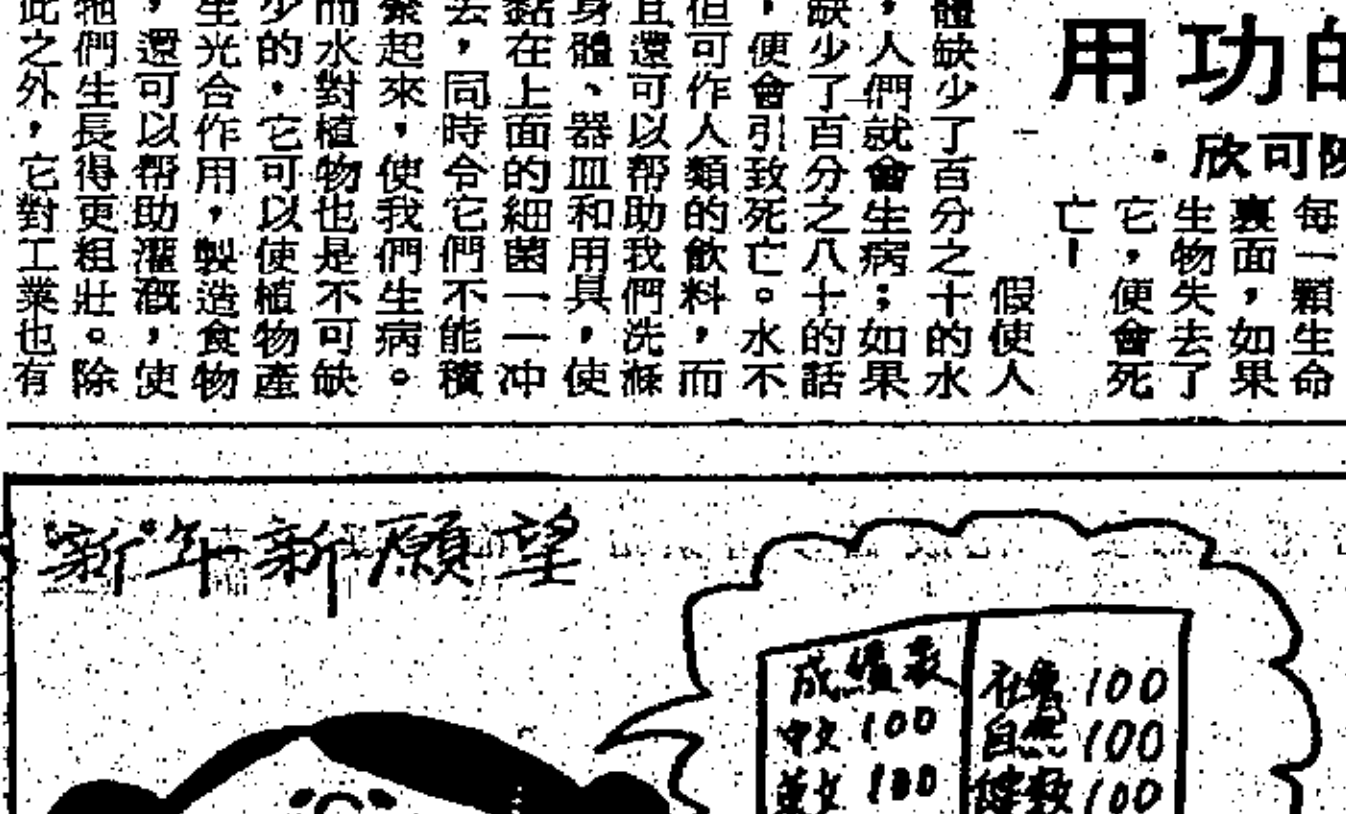 的功用
陳可欣·
每一顆生命
裏面，如果
生物失去了
它，便會死
亡！
假使人
體缺少了百分之十的水
，人們就會生病；如果
缺少了百分之八十的話
，便會引致死亡。水不
但可作人類的飲料，而
且還可以帮助我們洗滌
身體、器皿和用具，使
黏在上面的細菌一一冲
去，同時令它們不能積
繁起來，使我們生病。
而水對植物也是不可缺
少的，它可以使植物產
生光合作用，製造食物
，還可以帮助灌溉，使
牠們生長得更粗壯。除
此之外，它對工業也有
新年新願望
成績表
中文 100
英文 100
社會 100
自然 100
健教 100